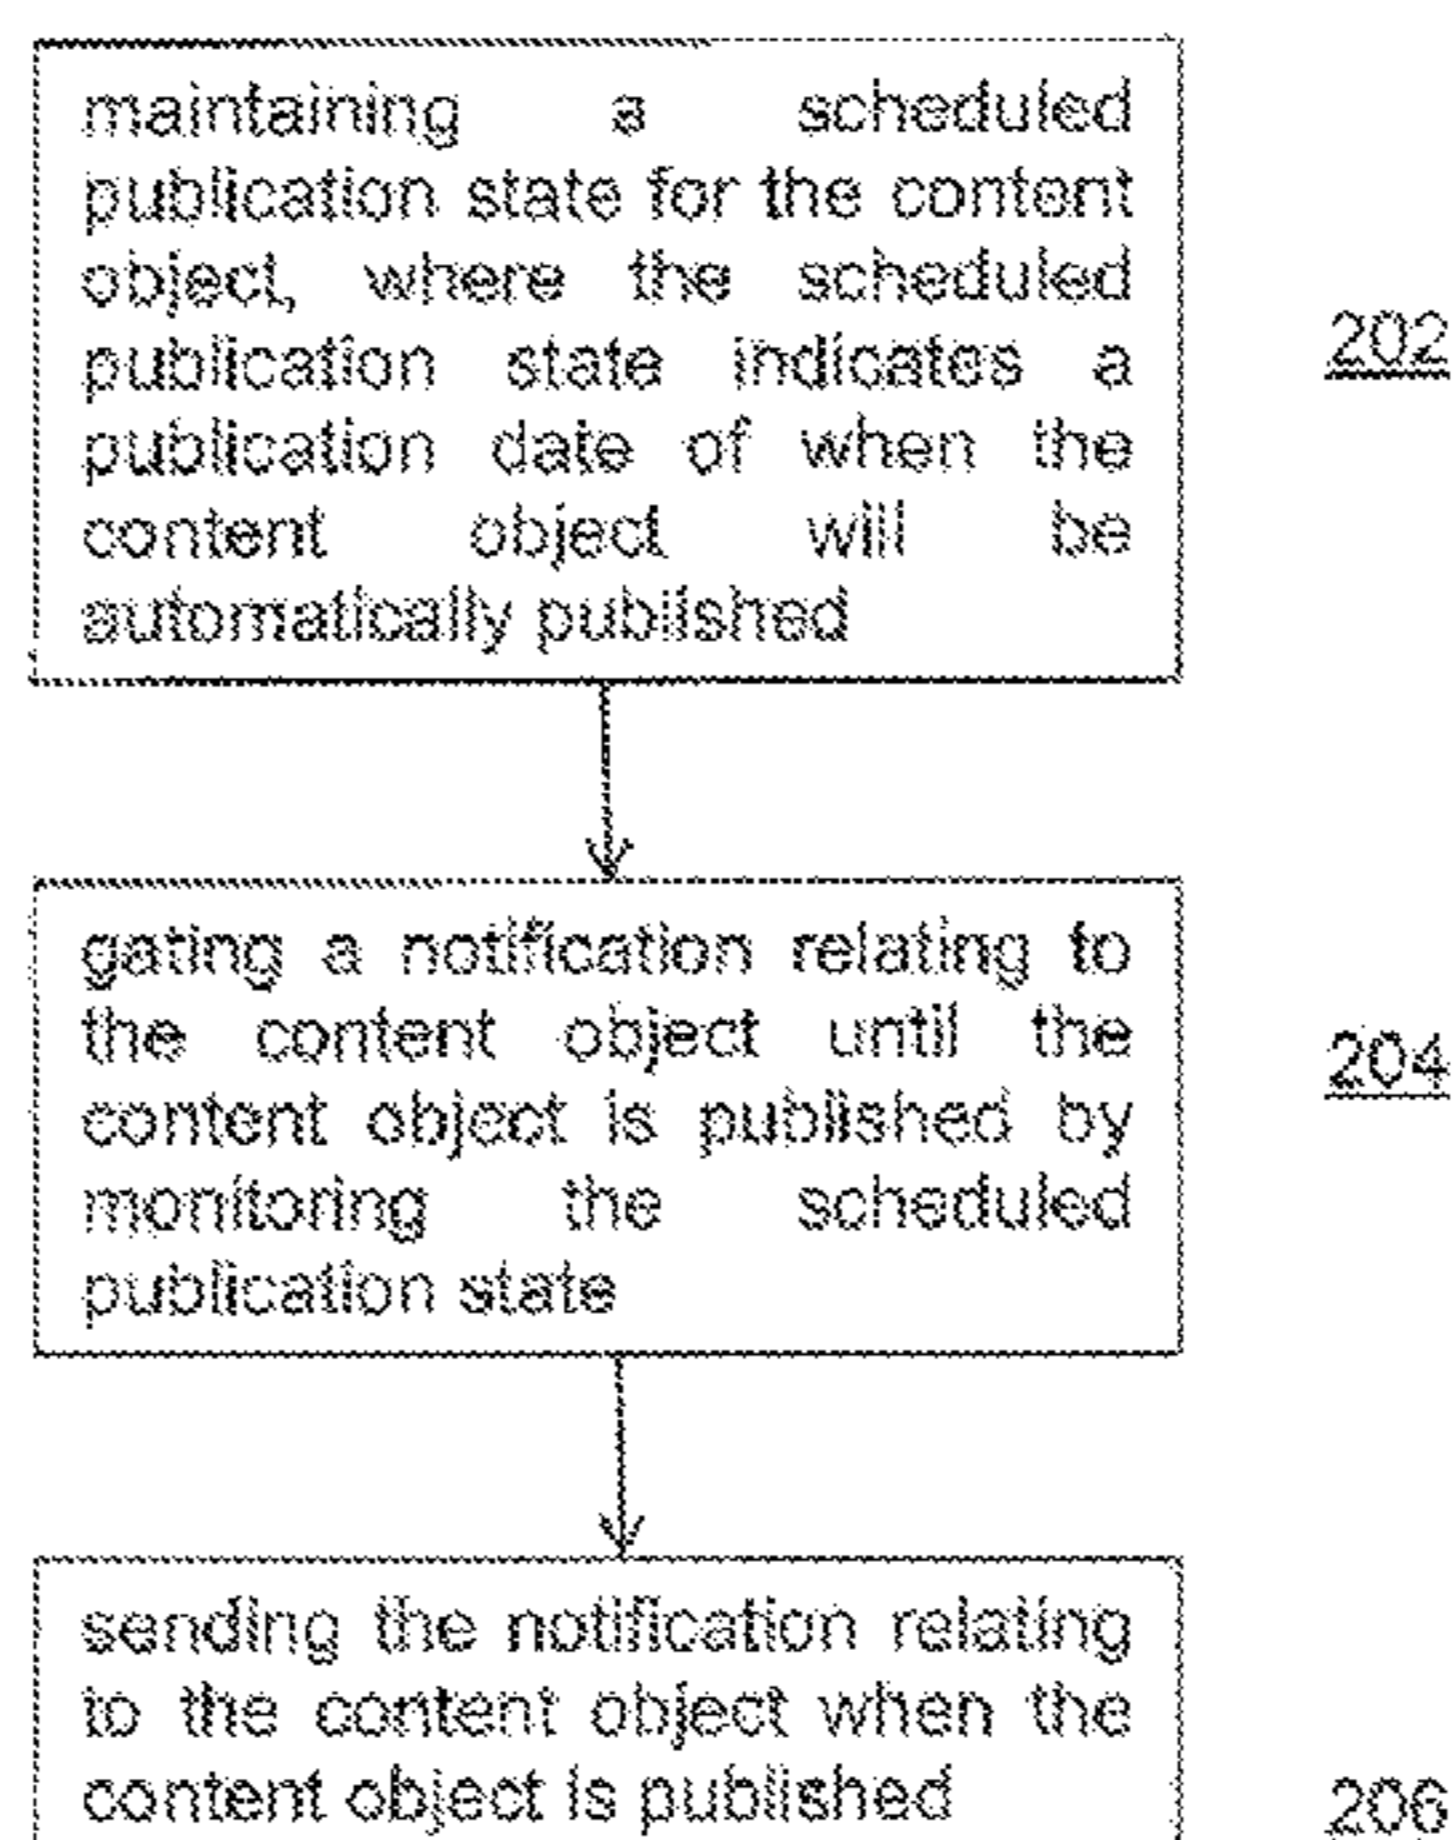 maintaining a scheduled
publication state for the content
object, where the scheduled
publication state indicates a
publication date of when the
content object will be
automatically published
202
gating a notification relating to
the content object until the
content object is published by
monitoring the scheduled
publication state
204
sending the notification relating
to the content object when the
content object is published
206